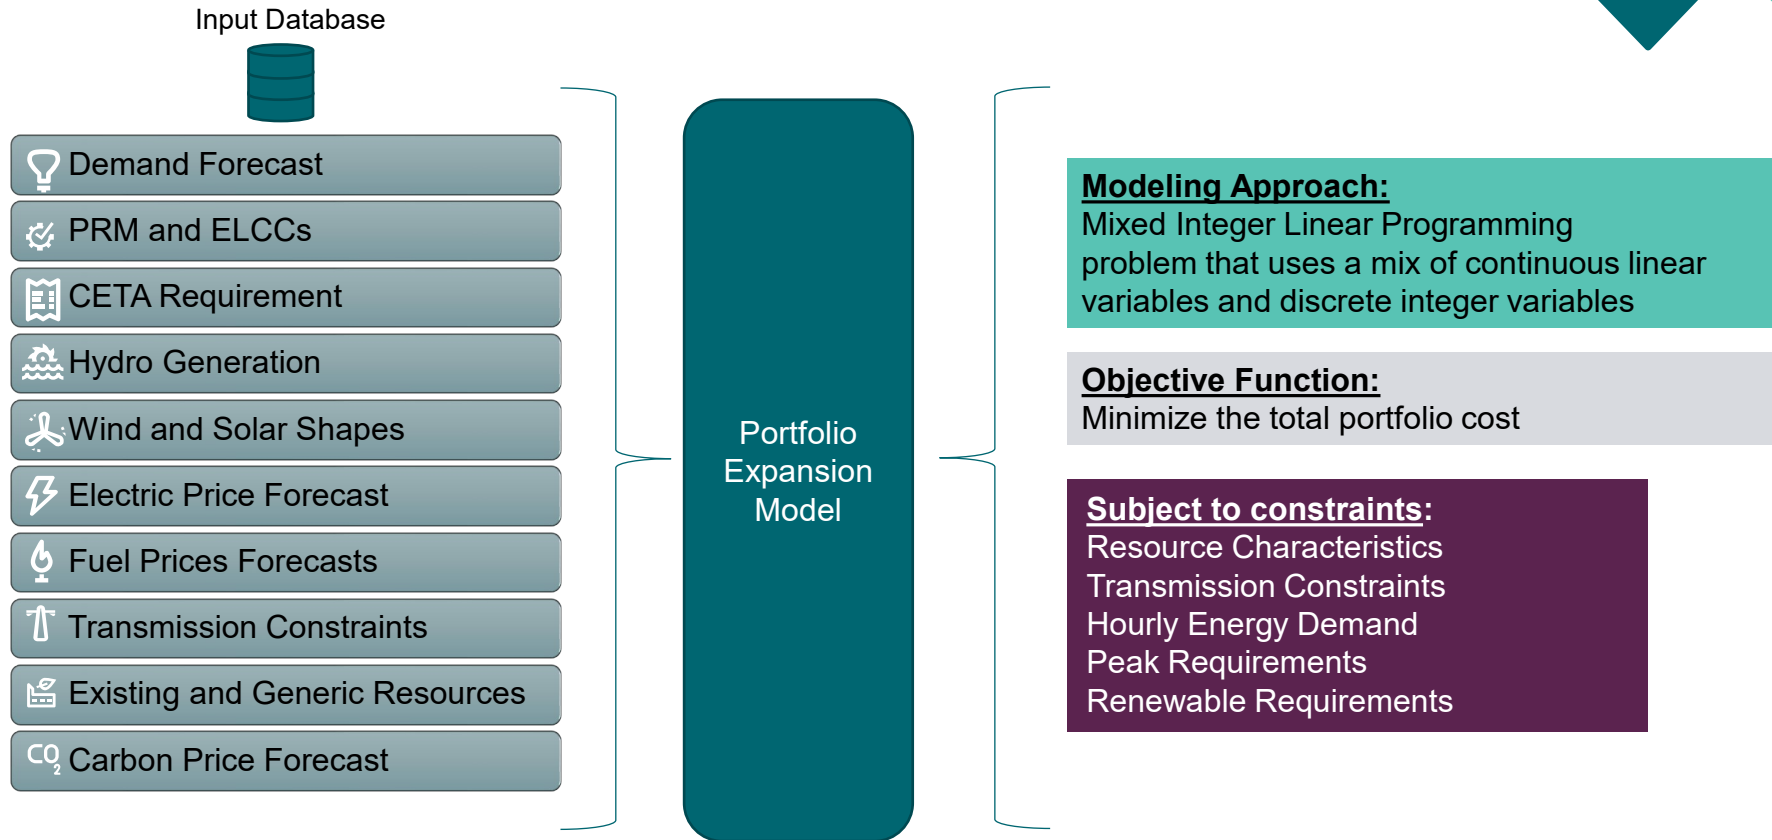 Input Database
Demand Forecast
PRM and ELCCs
CETA Requirement
Hydro Generation
Wind and Solar Shapes
Electric Price Forecast
Fuel Prices Forecasts
Transmission Constraints
Existing and Generic Resources
CO2 Carbon Price Forecast
Portfolio
Expansion
Model
Modeling Approach:
Mixed Integer Linear Programming
problem that uses a mix of continuous linear
variables and discrete integer variables
Objective Function:
Minimize the total portfolio cost
Subject to constraints:
Resource Characteristics
Transmission Constraints
Hourly Energy Demand
Peak Requirements
Renewable Requirements